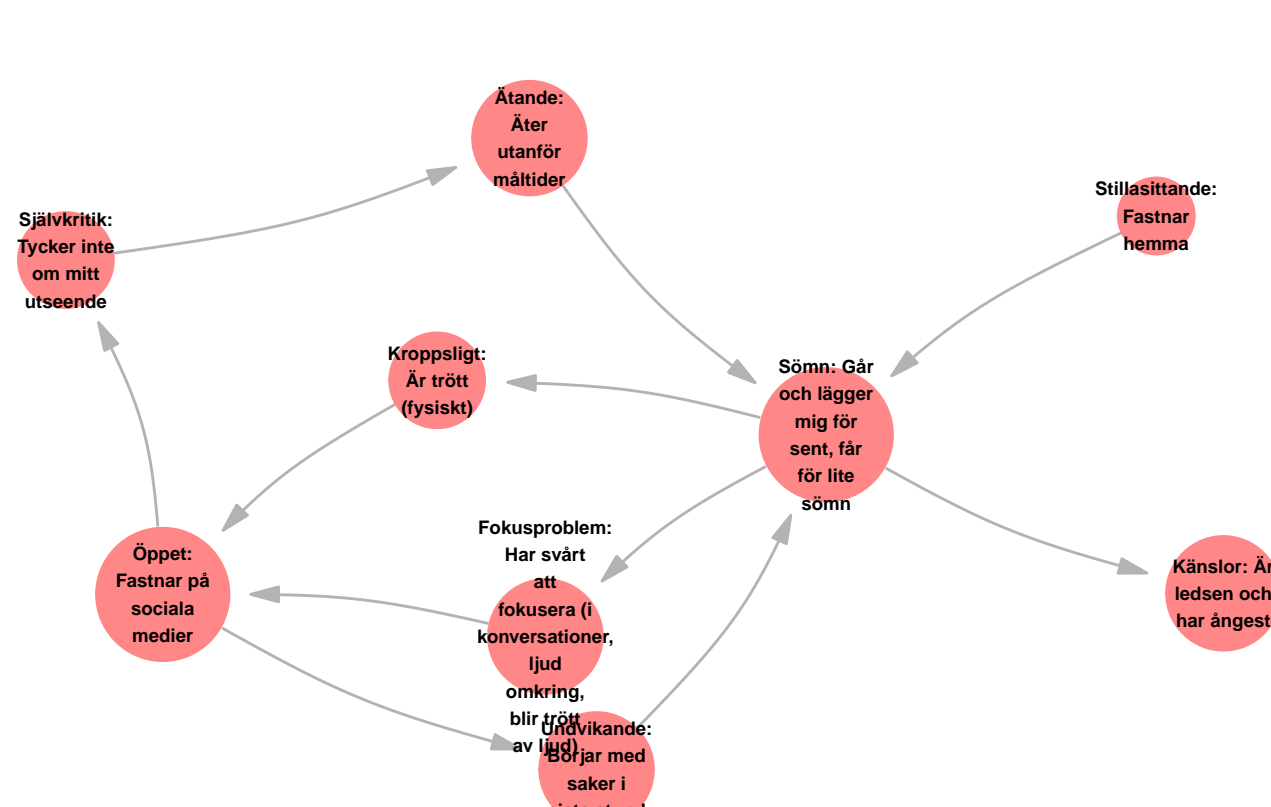 Ätande:
Äter
utanför
måltider
Stillasittande:
Fastnar
hemma
Självkritik:
Tycker inte
om mitt
utseende
Kroppsligt:
Är trött
(fysiskt)
Sömn: Går
och lägger
mig för
sent, får
för lite
sömn
Fokusproblem:
Har svårt
att
fokusera (i
konversationer,
ljud
omkring,
blir trött
av ljud)
Öppet:
Fastnar på
sociala
medier
Känslor: Är
ledsen och
har ångest
Undvikande:
Börjar med
saker i